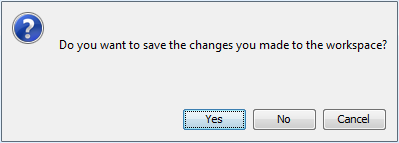 Do you want to save the changes you made to the workspace?
Yes No Cancel